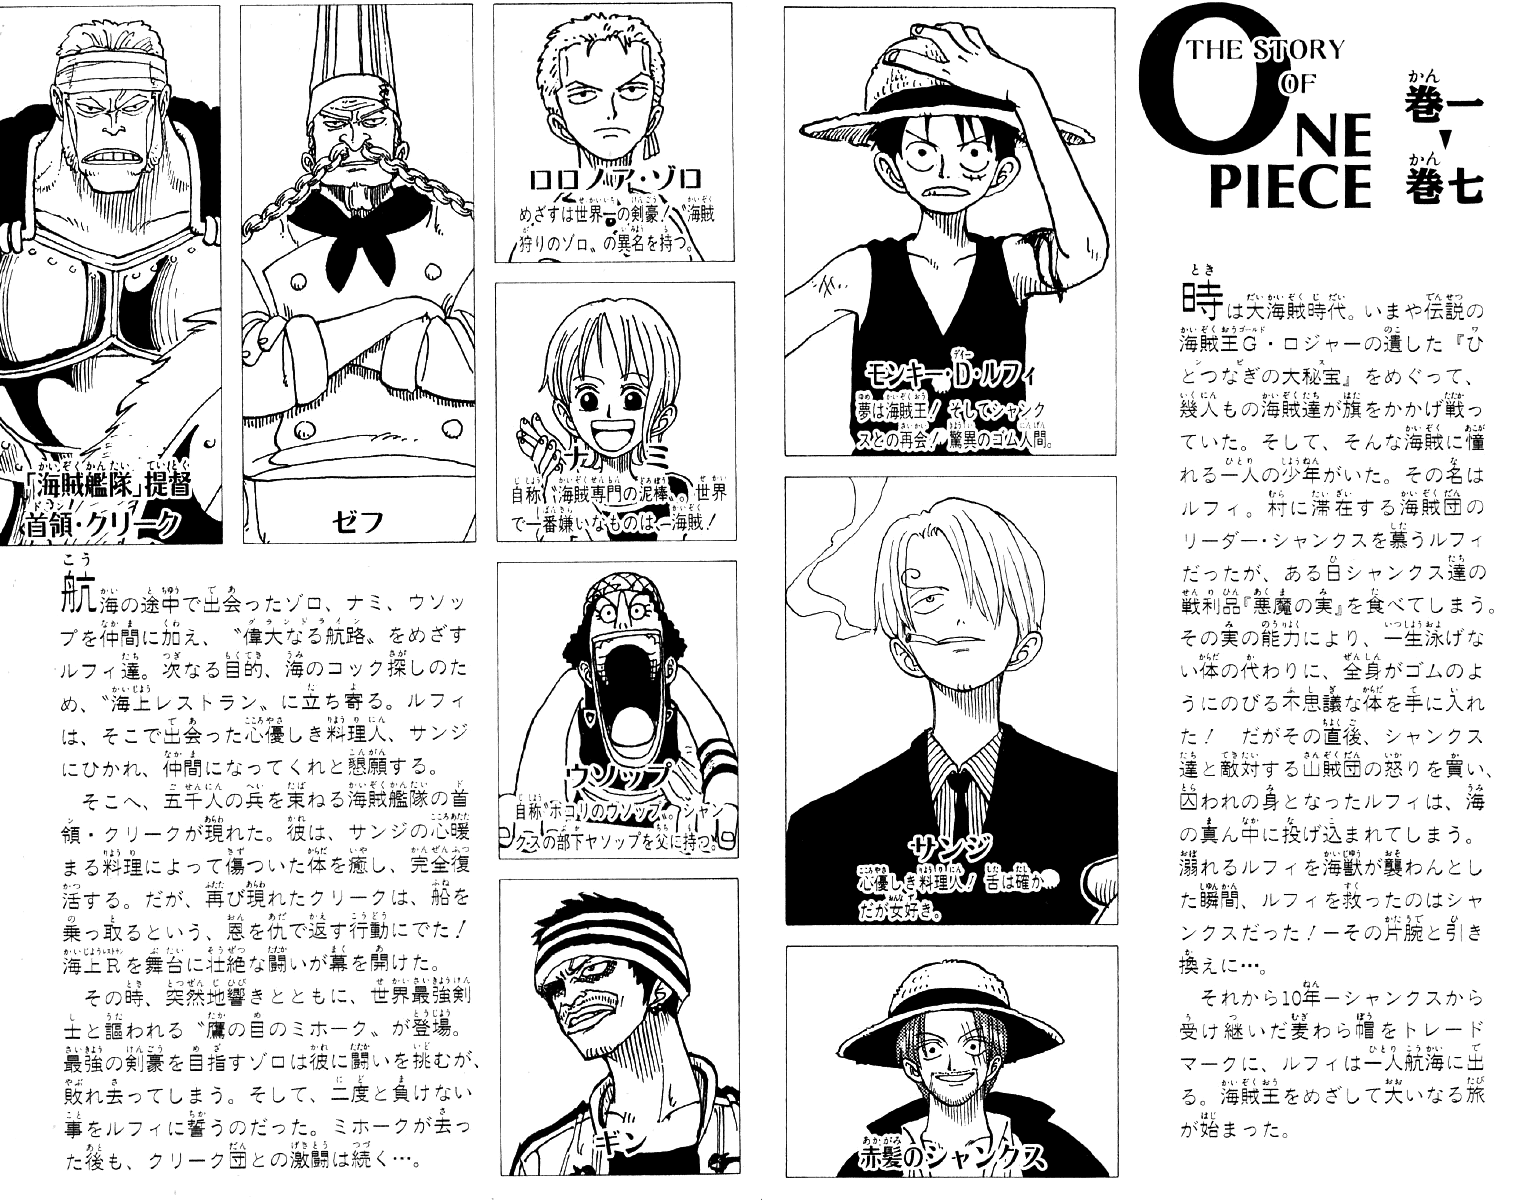 THE STORY
OF
ONE
PIECE
巻一
▼
巻七
時は大海賊時代。いまや伝説の
海賊王G・ロジャーの遺した『ひ
とつなぎの大秘宝』をめぐって、
幾人もの海賊達が旗をかかげ戦っ
ていた。そして、そんな海賊に憧
れる一人の少年がいた。その名は
ルフィ。村に滞在する海賊団の
リーダー・シャンクスを慕うルフィ
だったが、ある日シャンクス達の
戦利品『悪魔の実』を食べてしまう。
その実の能力により、一生泳げな
い体の代わりに、全身がゴムのよ
うにのびる不思議な体を手に入れ
た!　だがその直後、シャンクス
達と敵対する山賊団の怒りを買い、
囚われの身となったルフィは、海
の真ん中に投げ込まれてしまう。
溺れるルフィを海獣が襲わんとし
た瞬間、ルフィを救ったのはシャ
ンクスだった!ーその片腕と引き
換えに…。
それから10年ーシャンクスから
受け継いだ麦わら帽をトレード
マークに、ルフィは一人航海に出
る。海賊王をめざして大いなる旅
が始まった。
モンキー・D・ルフィ
夢は海賊王! そしてシャンク
スとの再会! 驚異のゴム人間。
サンジ
心優しき料理人! 舌は確か
だが女好き。
赤髪のシャンクス
ロロノア・ゾロ
めざすは世界一の剣豪!〝海賊
狩りのゾロ〟の異名を持つ。
ナミ
自称〝海賊専門の泥棒〟。世界
で一番嫌いなものは―海賊!
ウソップ
自称〝ホコリのウソップ〟。シャン
クスの部下ヤソップを父に持つ。
ギン
ゼフ
「海賊艦隊」提督
首領・クリーク
航海の途中で出会ったゾロ、ナミ、ウソッ
プを仲間に加え、〝偉大なる航路〟をめざす
ルフィ達。次なる目的、海のコック探しのた
め、〝海上レストラン〟に立ち寄る。ルフィ
は、そこで出会った心優しき料理人、サンジ
にひかれ、仲間になってくれと懇願する。
そこへ、五千人の兵を束ねる海賊艦隊の首
領・クリークが現れた。彼は、サンジの心暖
まる料理によって傷ついた体を癒し、完全復
活する。だが、再び現れたクリークは、船を
乗っ取るという、恩を仇で返す行動にでた!
海上Rを舞台に壮絶な闘いが幕を開けた。
その時、突然地響きとともに、世界最強剣
士と謳われる〝鷹の目のミホーク〟が登場。
最強の剣豪を目指すゾロは彼に闘いを挑むが、
敗れ去ってしまう。そして、二度と負けない
事をルフィに誓うのだった。ミホークが去っ
た後も、クリーク団との激闘は続く…。